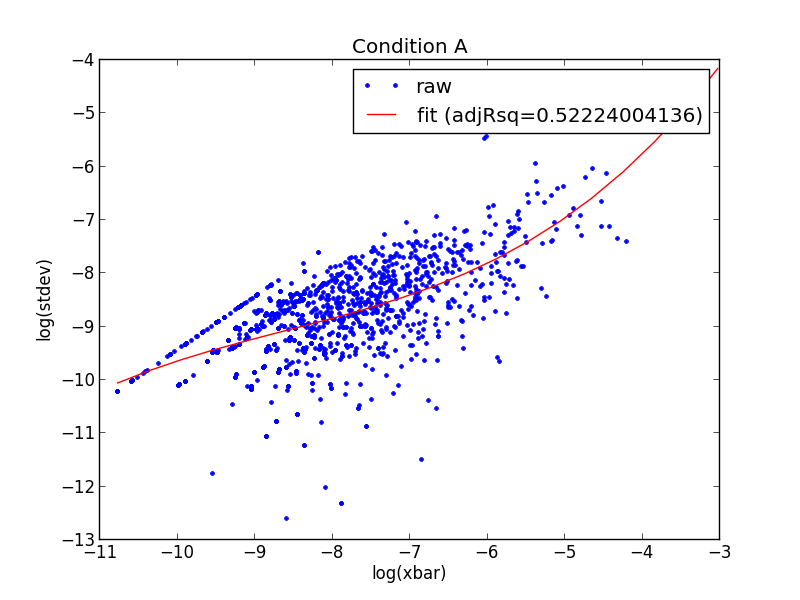 Condition A
raw
fit (adjRsq=0.52224004136)
−4
−5
−6
−7
−8
−9
−10
−11
−12
−13
log(stdev)
−11 −10 −9 −8 −7 −6 −5 −4 −3
log(xbar)